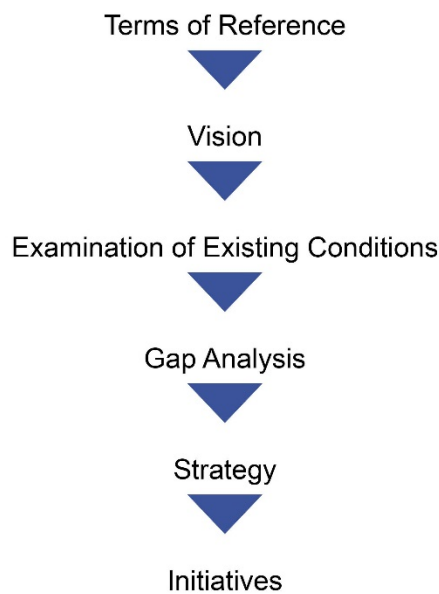 Terms of Reference
Vision
Examination of Existing Conditions
Gap Analysis
Strategy
Initiatives